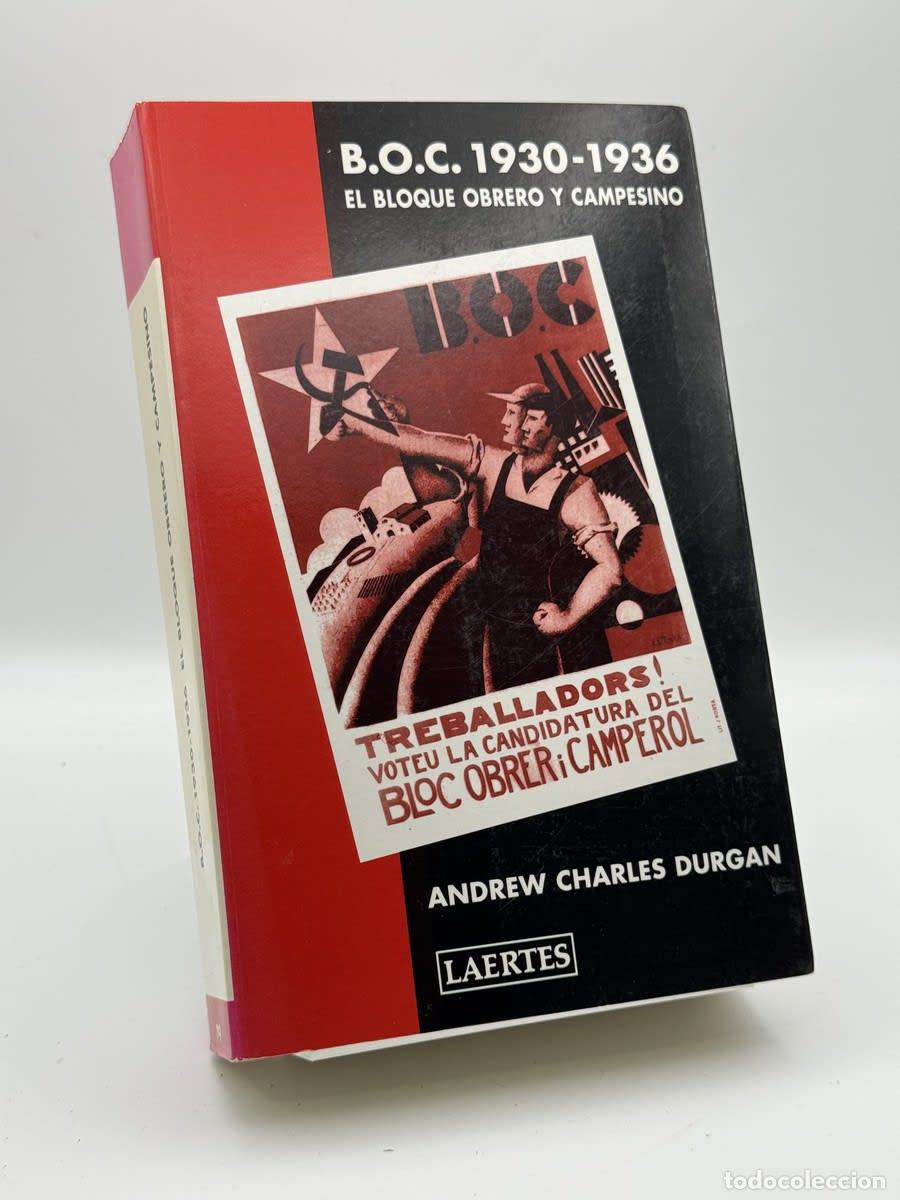 B.O.C. 1930-1936
EL BLOQUE OBRERO Y CAMPESINO
B.O.C
TREBALLADORS!
VOTEU LA CANDIDATURA DEL
BLOC OBRER i CAMPEROL
ANDREW CHARLES DURGAN
LAERTES
B.O.C. 1930-1936 EL BLOQUE OBRERO Y CAMPESINO
todocoleccion